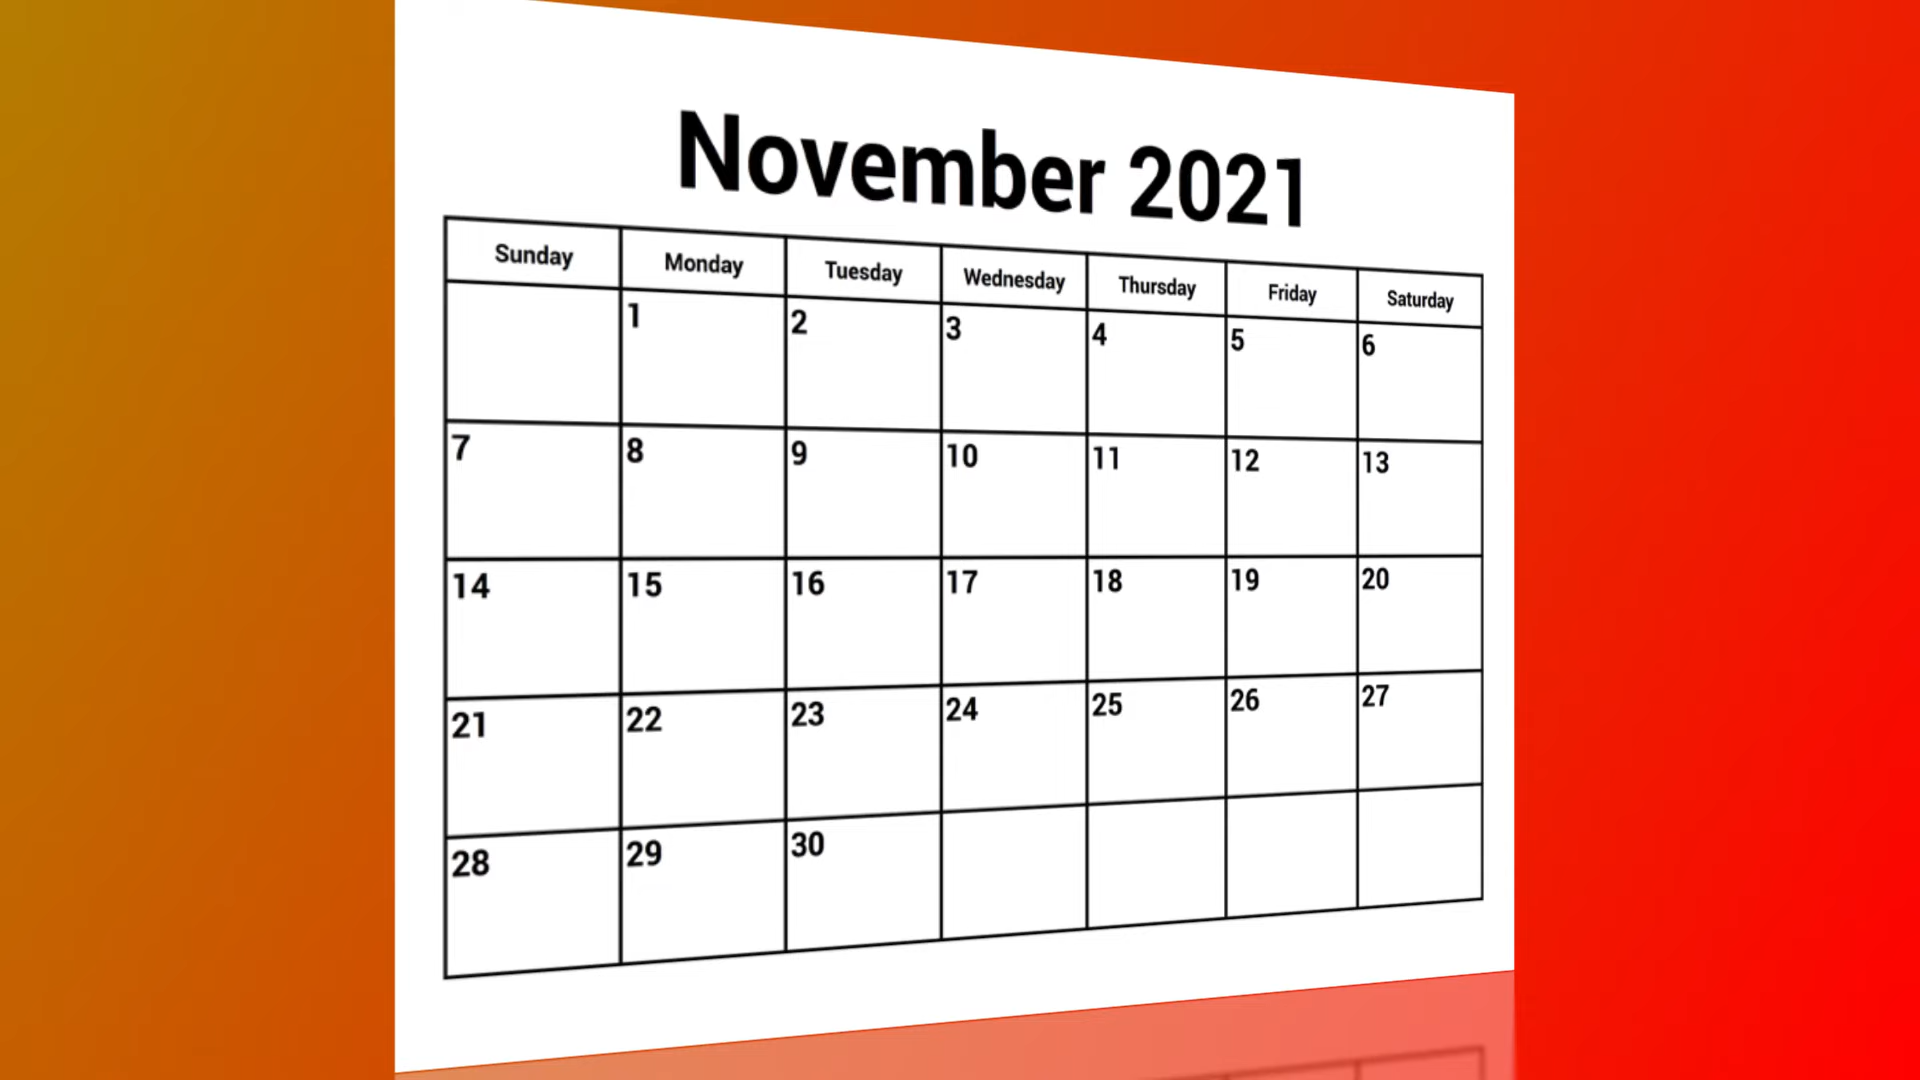 November 2021
Sunday Monday Tuesday Wednesday Thursday Friday Saturday
1 2 3 4 5 6
7 8 9 10 11 12 13
14 15 16 17 18 19 20
21 22 23 24 25 26 27
28 29 30